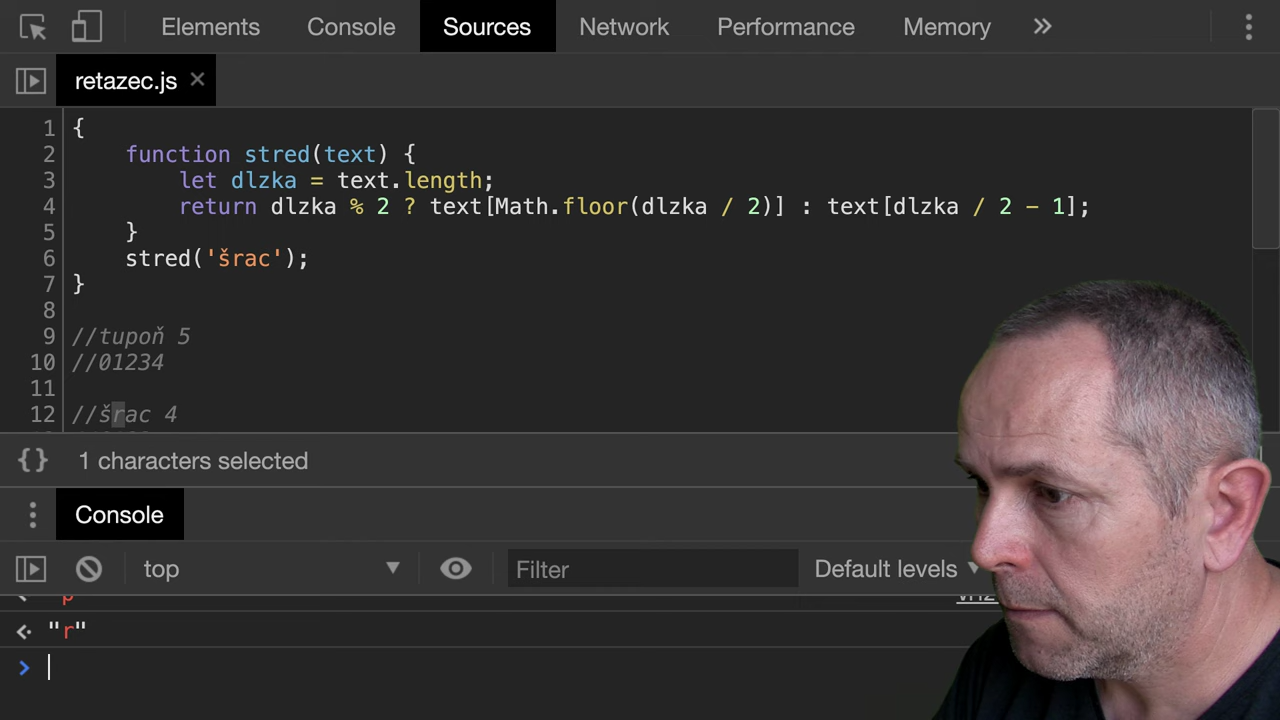 Elements Console Sources Network Performance Memory
retazec.js
1 {
2 function stred(text) {
3 let dlzka = text.length;
4 return dlzka % 2 ? text[Math.floor(dlzka / 2)] : text[dlzka / 2 - 1];
5 }
6 stred('šrac');
7 }
8
9 //tupoň 5
10 //01234
11
12 //šrac 4
{} 1 characters selected
Console
top Filter Default levels
"r"
>